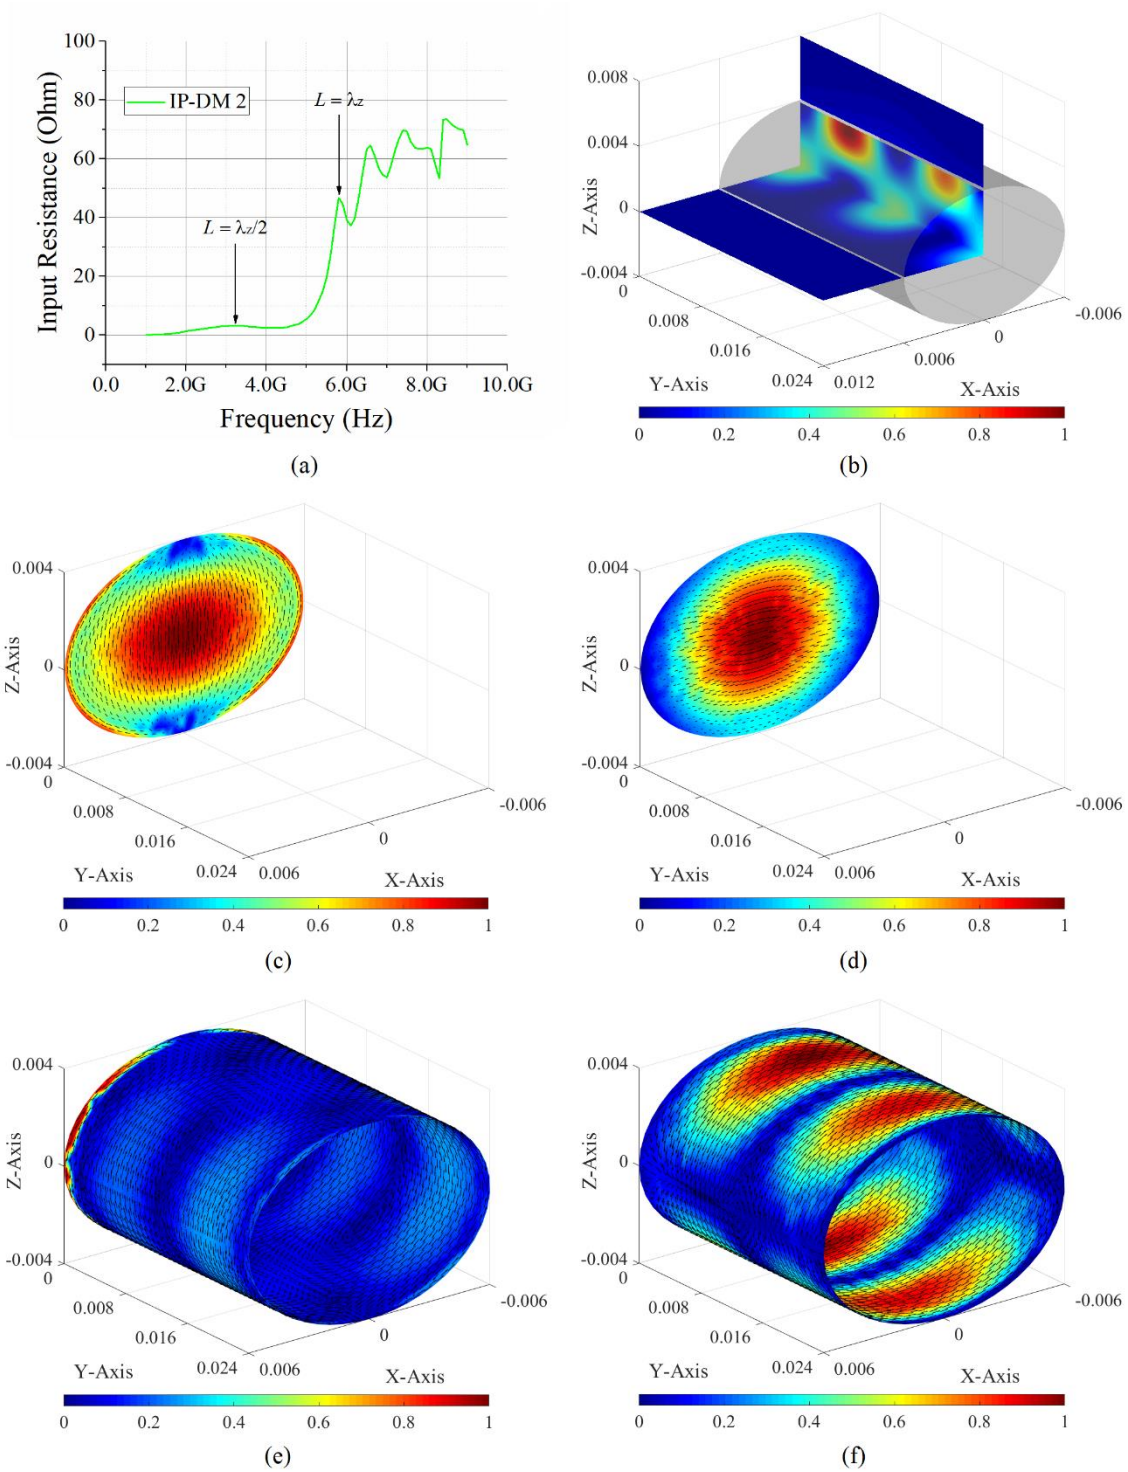 100
80
60
40
20
0
Input Resistance (Ohm)
IP-DM 2
L = λz
L = λz/2
0.0
2.0G
4.0G
6.0G
8.0G
10.0G
Frequency (Hz)
(a)
0.008
0.004
0
-0.004
Z-Axis
0
0.008
0.016
0.024
Y-Axis
0.012
0.006
0
-0.006
X-Axis
0 0.2 0.4 0.6 0.8 1
(b)
0.004
0
-0.004
Z-Axis
0
0.008
0.016
0.024
Y-Axis
0.006
0
-0.006
X-Axis
0 0.2 0.4 0.6 0.8 1
(c)
0.004
0
-0.004
Z-Axis
0
0.008
0.016
0.024
Y-Axis
0.006
0
-0.006
X-Axis
0 0.2 0.4 0.6 0.8 1
(d)
0.004
0
-0.004
Z-Axis
0
0.008
0.016
0.024
Y-Axis
0.006
0
-0.006
X-Axis
0 0.2 0.4 0.6 0.8 1
(e)
0.004
0
-0.004
Z-Axis
0
0.008
0.016
0.024
Y-Axis
0.006
0
-0.006
X-Axis
0 0.2 0.4 0.6 0.8 1
(f)